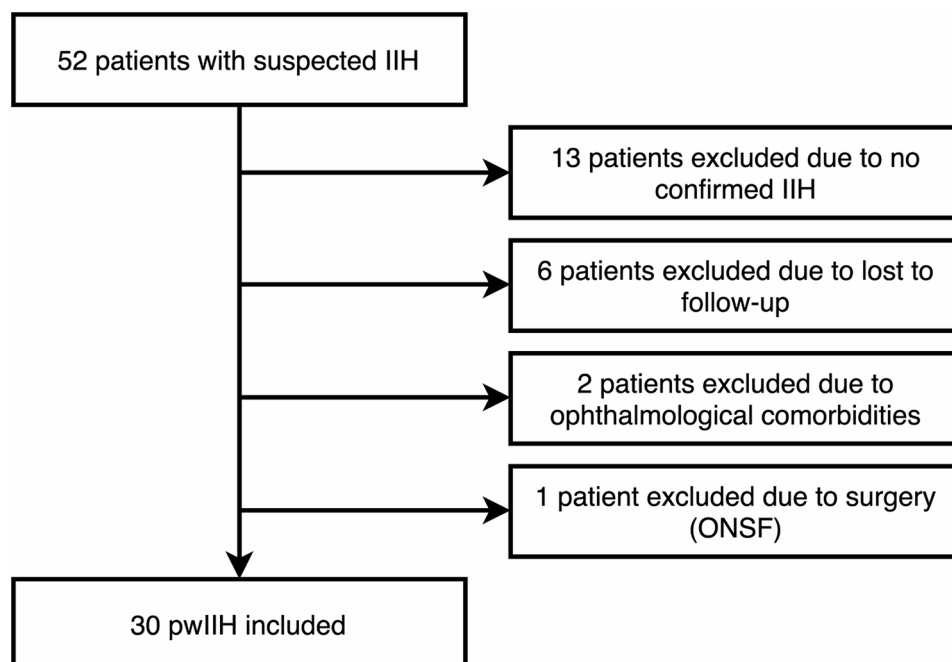 52 patients with suspected IIH
13 patients excluded due to no
confirmed IIH
6 patients excluded due to lost to
follow-up
2 patients excluded due to
ophthalmological comorbidities
1 patient excluded due to surgery
(ONSF)
30 pwIIH included